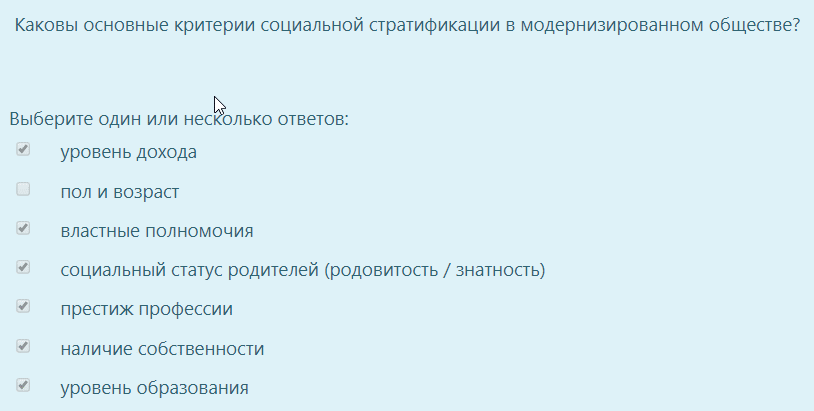 Каковы основные критерии социальной стратификации в модернизированном обществе?
Выберите один или несколько ответов:
уровень дохода
пол и возраст
властные полномочия
социальный статус родителей (родовитость / знатность)
престиж профессии
наличие собственности
уровень образования